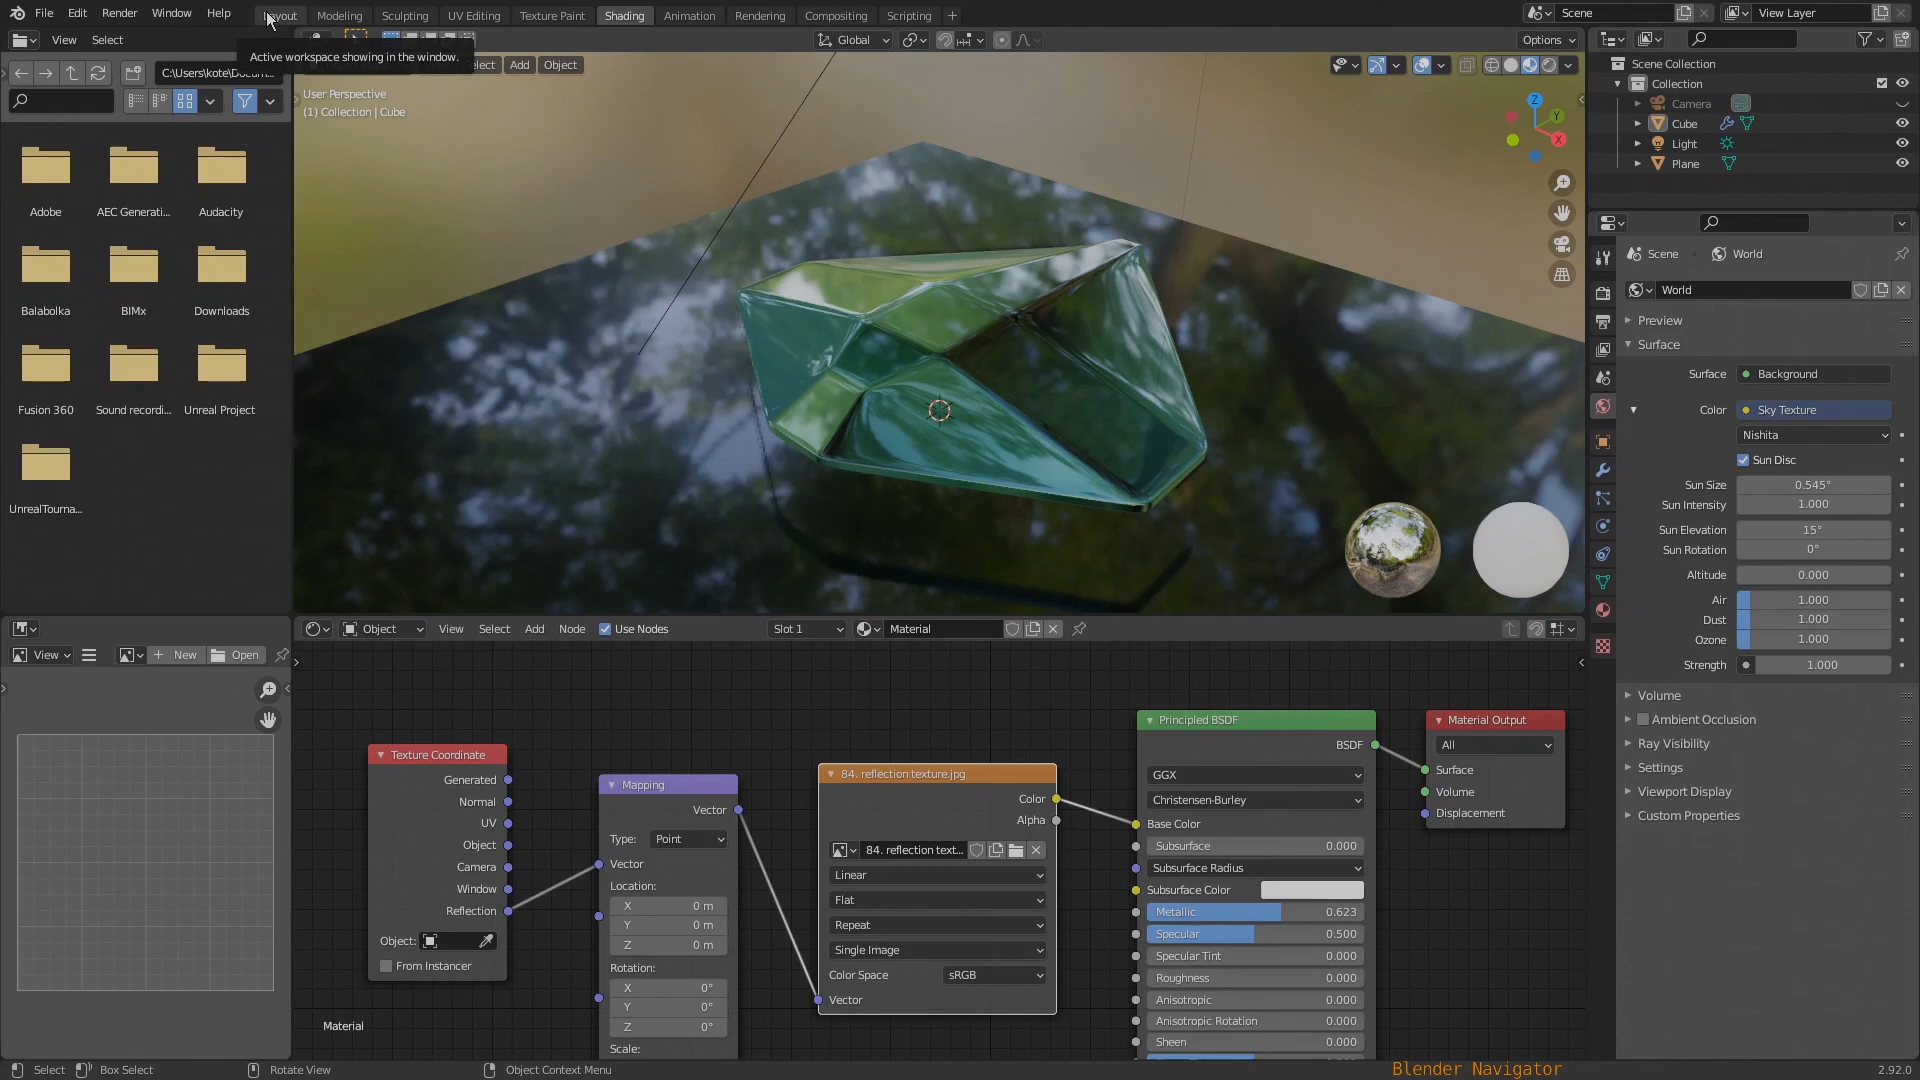 File Edit Render Window Help
Layout Modeling Sculpting UV Editing Texture Paint Shading Animation Rendering Compositing Scripting
Scene
View Layer
View Select
Global
Options
Active workspace showing in the window.
C:\Users\kote\Docum...
Add Object
User Perspective
(1) Collection | Cube
Z
Y
X
Adobe
AEC Generati...
Audacity
Balabolka
BIMx
Downloads
Fusion 360
Sound recordi...
Unreal Project
UnrealTourna...
Scene Collection
Collection
Camera
Cube
Light
Plane
Scene World
World
Preview
Surface
Surface Background
Color Sky Texture
Nishita
Sun Disc
Sun Size 0.545°
Sun Intensity 1.000
Sun Elevation 15°
Sun Rotation 0°
Altitude 0.000
Air 1.000
Dust 1.000
Ozone 1.000
Strength 1.000
Volume
Ambient Occlusion
Ray Visibility
Settings
Viewport Display
Custom Properties
View New Open
Object View Select Add Node Use Nodes Slot 1 Material
Texture Coordinate
Generated
Normal
UV
Object
Camera
Window
Reflection
Object:
From Instancer
Mapping
Vector
Type: Point
Vector
Location:
X 0 m
Y 0 m
Z 0 m
Rotation:
X 0°
Y 0°
Z 0°
Scale:
84. reflection texture.jpg
Color
Alpha
84. reflection text...
Linear
Flat
Repeat
Single Image
Color Space sRGB
Vector
Principled BSDF
BSDF
GGX
Christensen-Burley
Base Color
Subsurface 0.000
Subsurface Radius
Subsurface Color
Metallic 0.623
Specular 0.500
Specular Tint 0.000
Roughness 0.000
Anisotropic 0.000
Anisotropic Rotation 0.000
Sheen 0.000
Material Output
All
Surface
Volume
Displacement
Material
Select Box Select Rotate View Object Context Menu
Blender Navigator
2.92.0